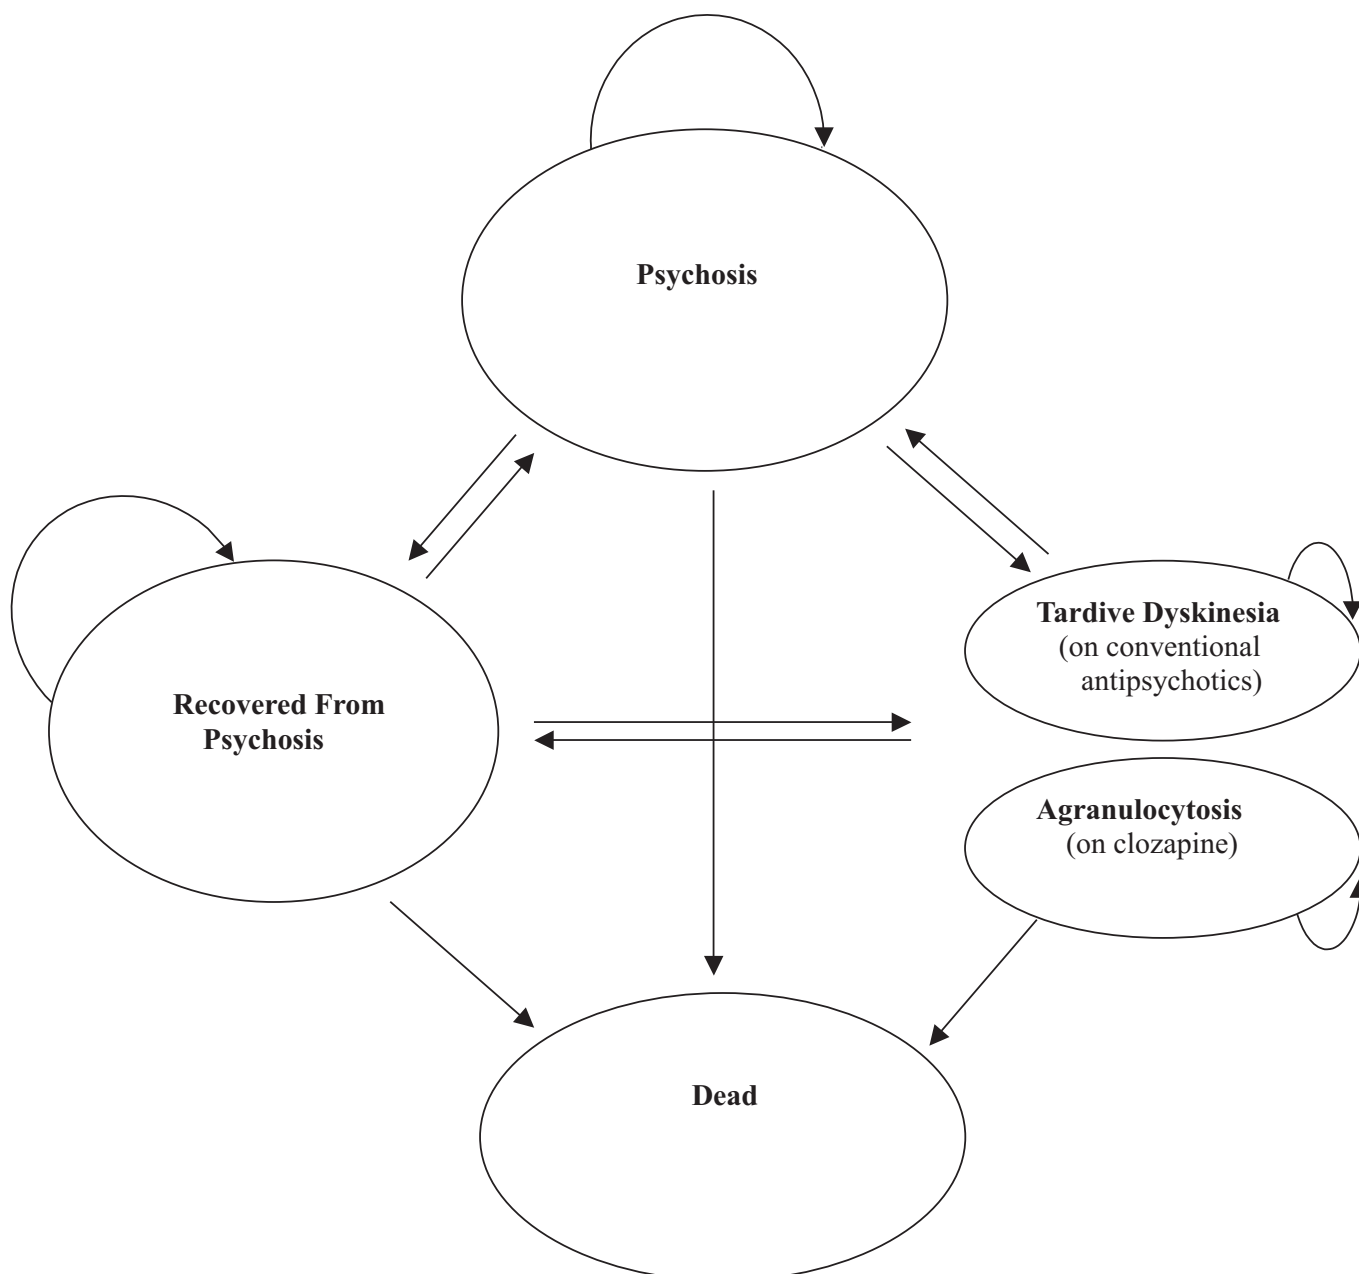 Psychosis
Tardive Dyskinesia
(on conventional
antipsychotics)
Recovered From
Psychosis
Agranulocytosis
(on clozapine)
Dead